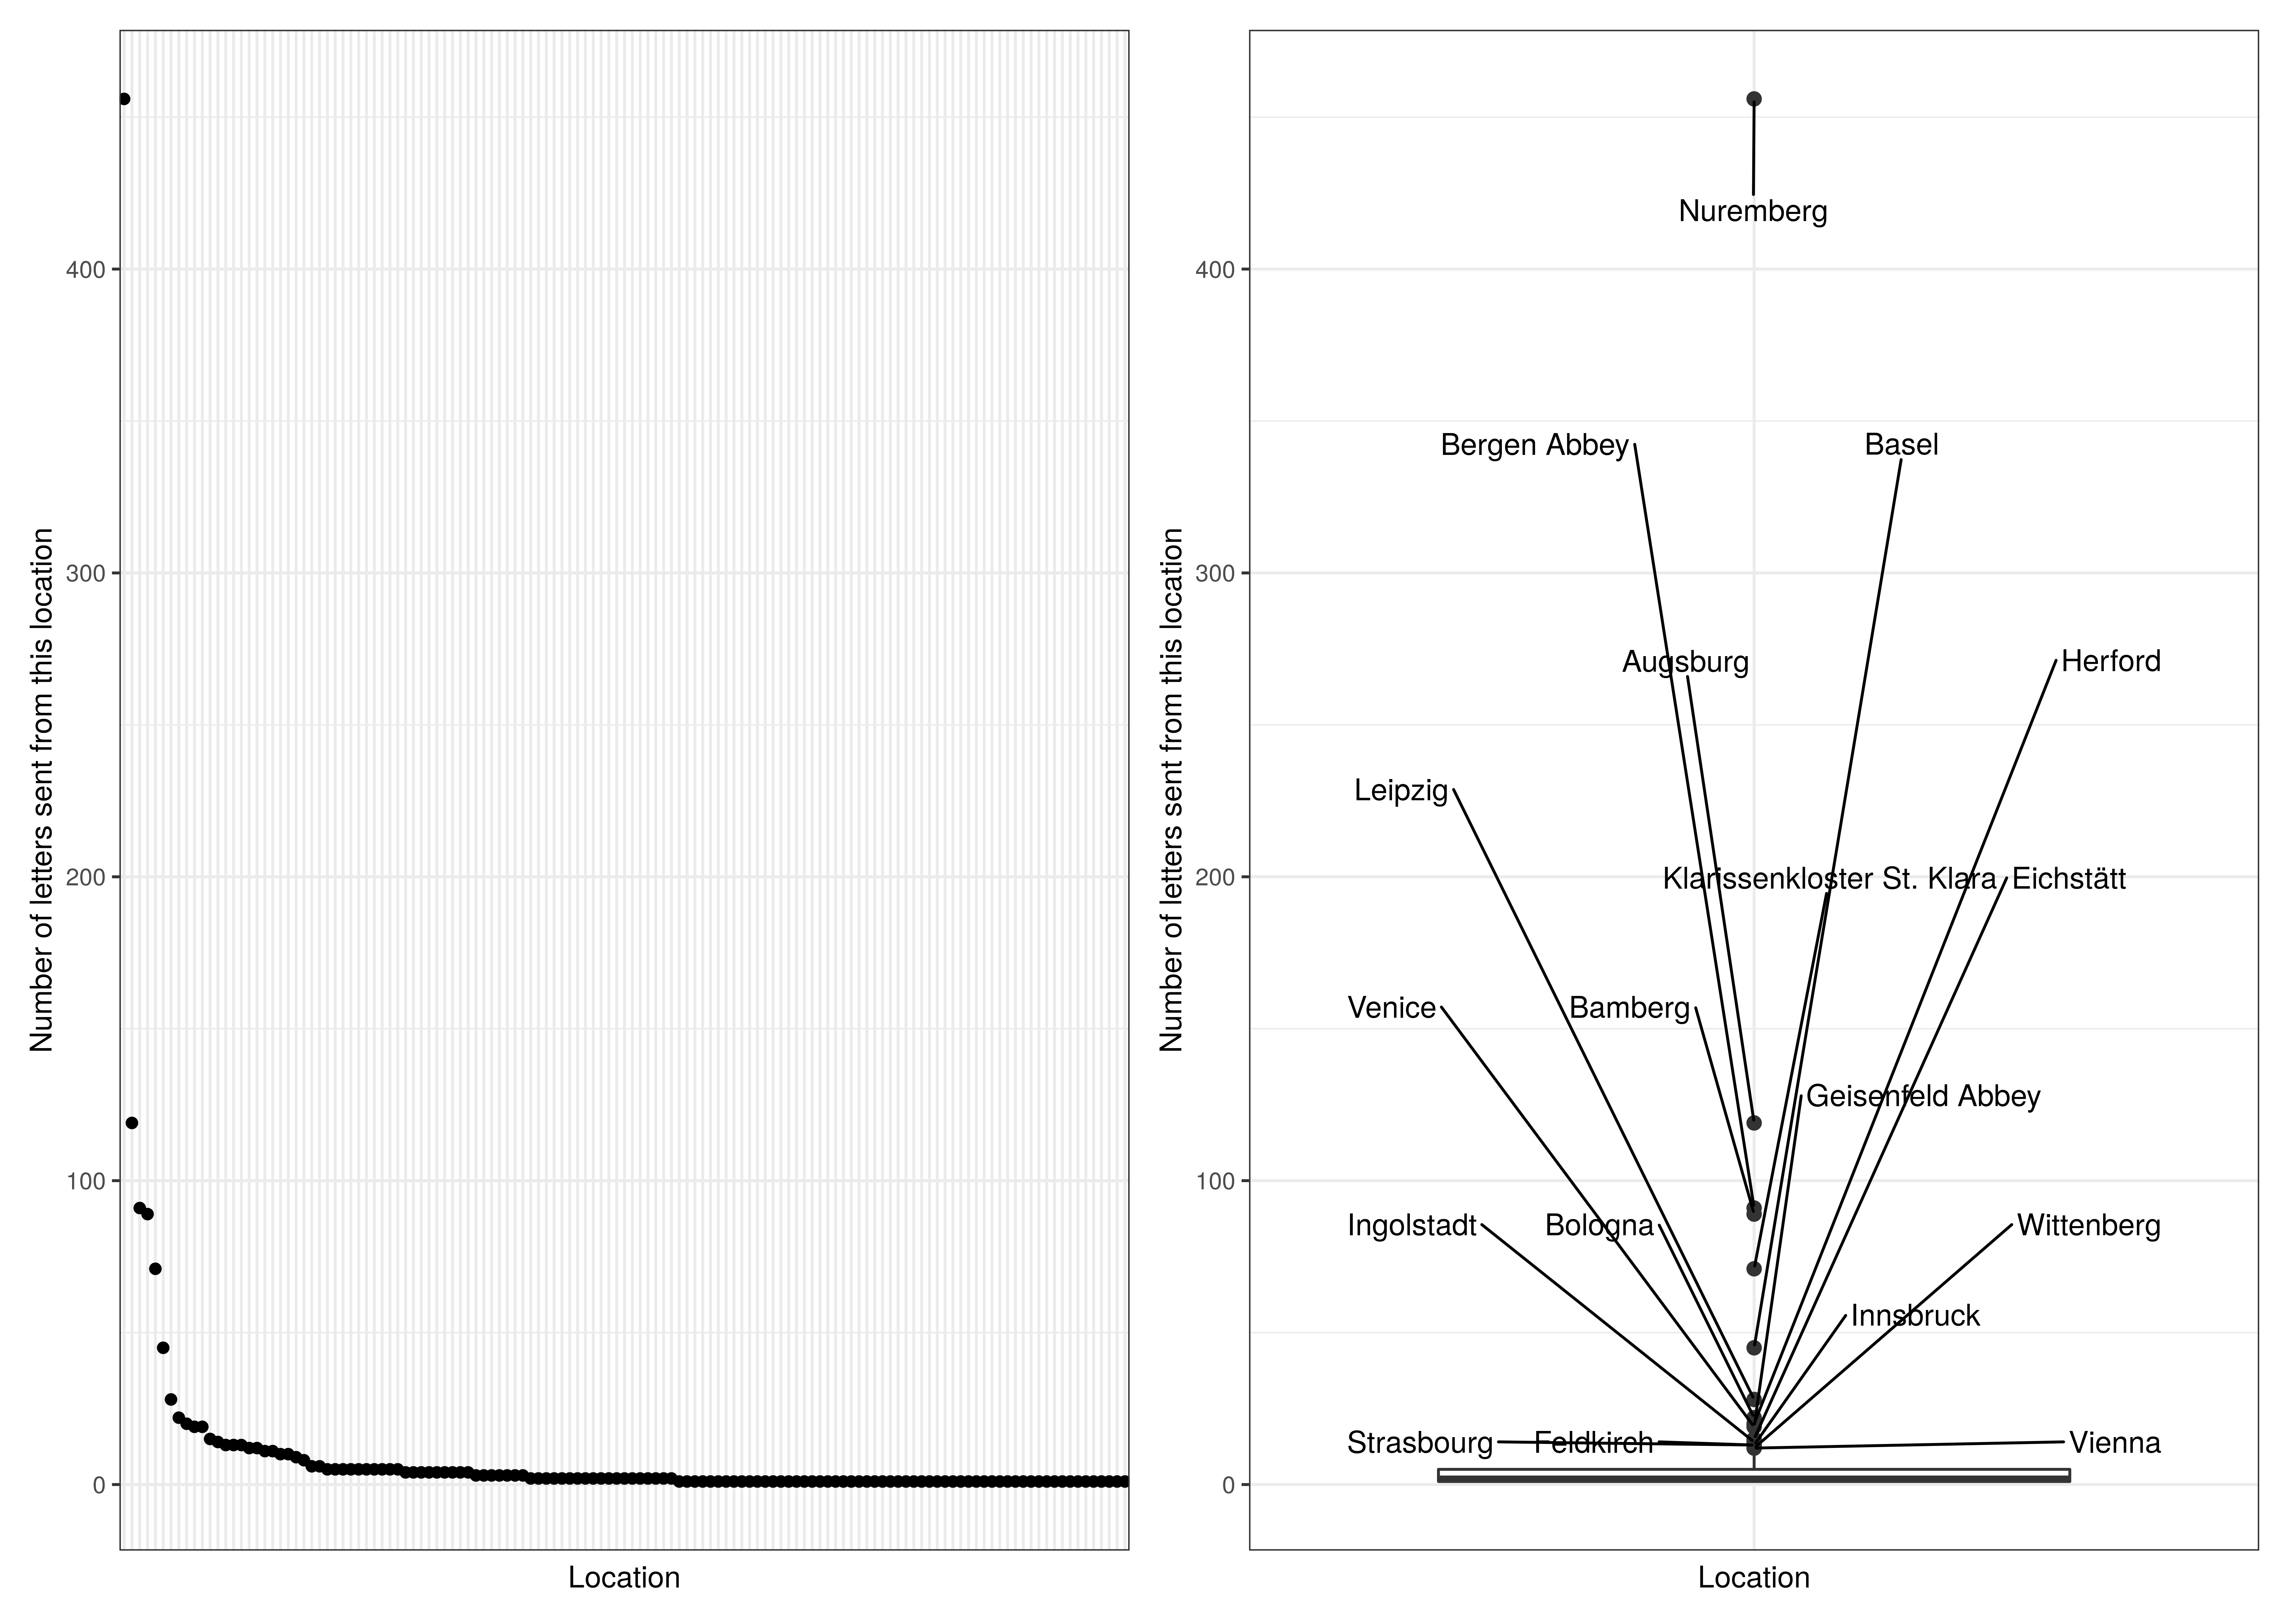 Number of letters sent from this location
400
300
200
100
0
Location
Number of letters sent from this location
400
300
200
100
0
Nuremberg
Bergen Abbey
Basel
Augsburg
Herford
Leipzig
Klarissenkloster St. Klara
Eichstätt
Venice
Bamberg
Geisenfeld Abbey
Ingolstadt
Bologna
Wittenberg
Innsbruck
Strasbourg
Feldkirch
Vienna
Location